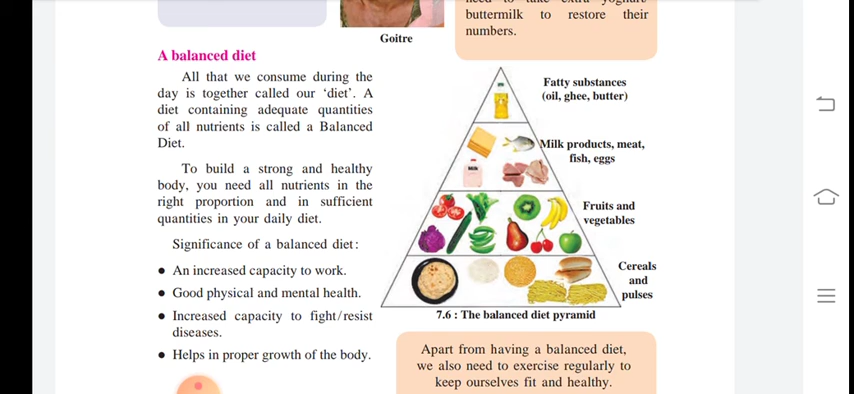 buttermilk to restore their
numbers.
Goitre
A balanced diet
All that we consume during the
day is together called our ‘diet’. A
diet containing adequate quantities
of all nutrients is called a Balanced
Diet.
To build a strong and healthy
body, you need all nutrients in the
right proportion and in sufficient
quantities in your daily diet.
Significance of a balanced diet:
● An increased capacity to work.
● Good physical and mental health.
● Increased capacity to fight/resist
diseases.
● Helps in proper growth of the body.
Fatty substances
(oil, ghee, butter)
Milk products, meat,
fish, eggs
MILK
Fruits and
vegetables
Cereals
and
pulses
7.6 : The balanced diet pyramid
Apart from having a balanced diet,
we also need to exercise regularly to
keep ourselves fit and healthy.